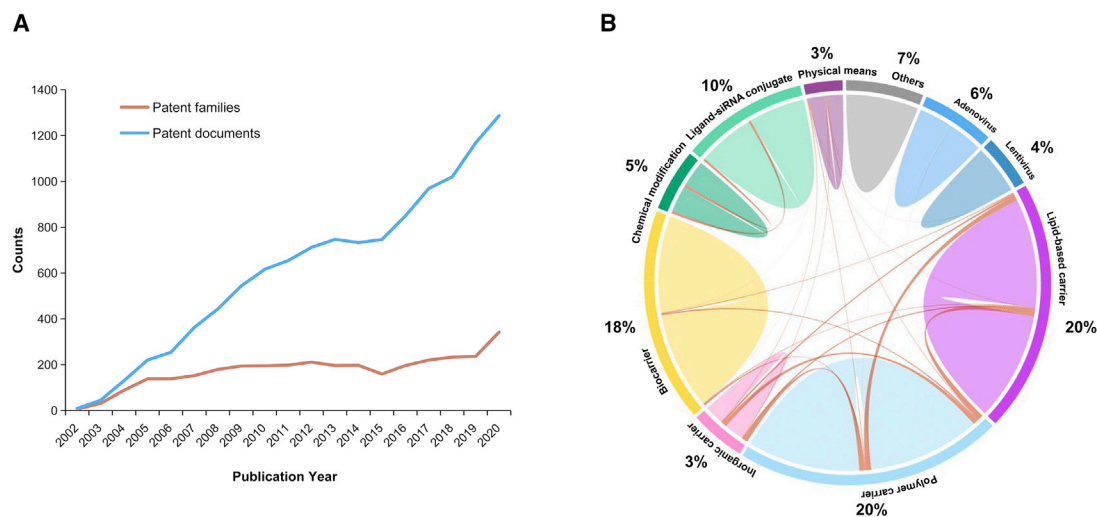 A
1400
1200
1000
800
600
400
200
0
Counts
Patent families
Patent documents
2002
2003
2004
2005
2006
2007
2008
2009
2010
2011
2012
2013
2014
2015
2016
2017
2018
2019
2020
Publication Year
B
3%
Physical means
7%
Others
6%
Adenovirus
4%
Lentivirus
Lipid-based carrier
20%
Polymer carrier
20%
Inorganic carrier
3%
Biocarrier
18%
Chemical modification
5%
Ligand-siRNA conjugate
10%